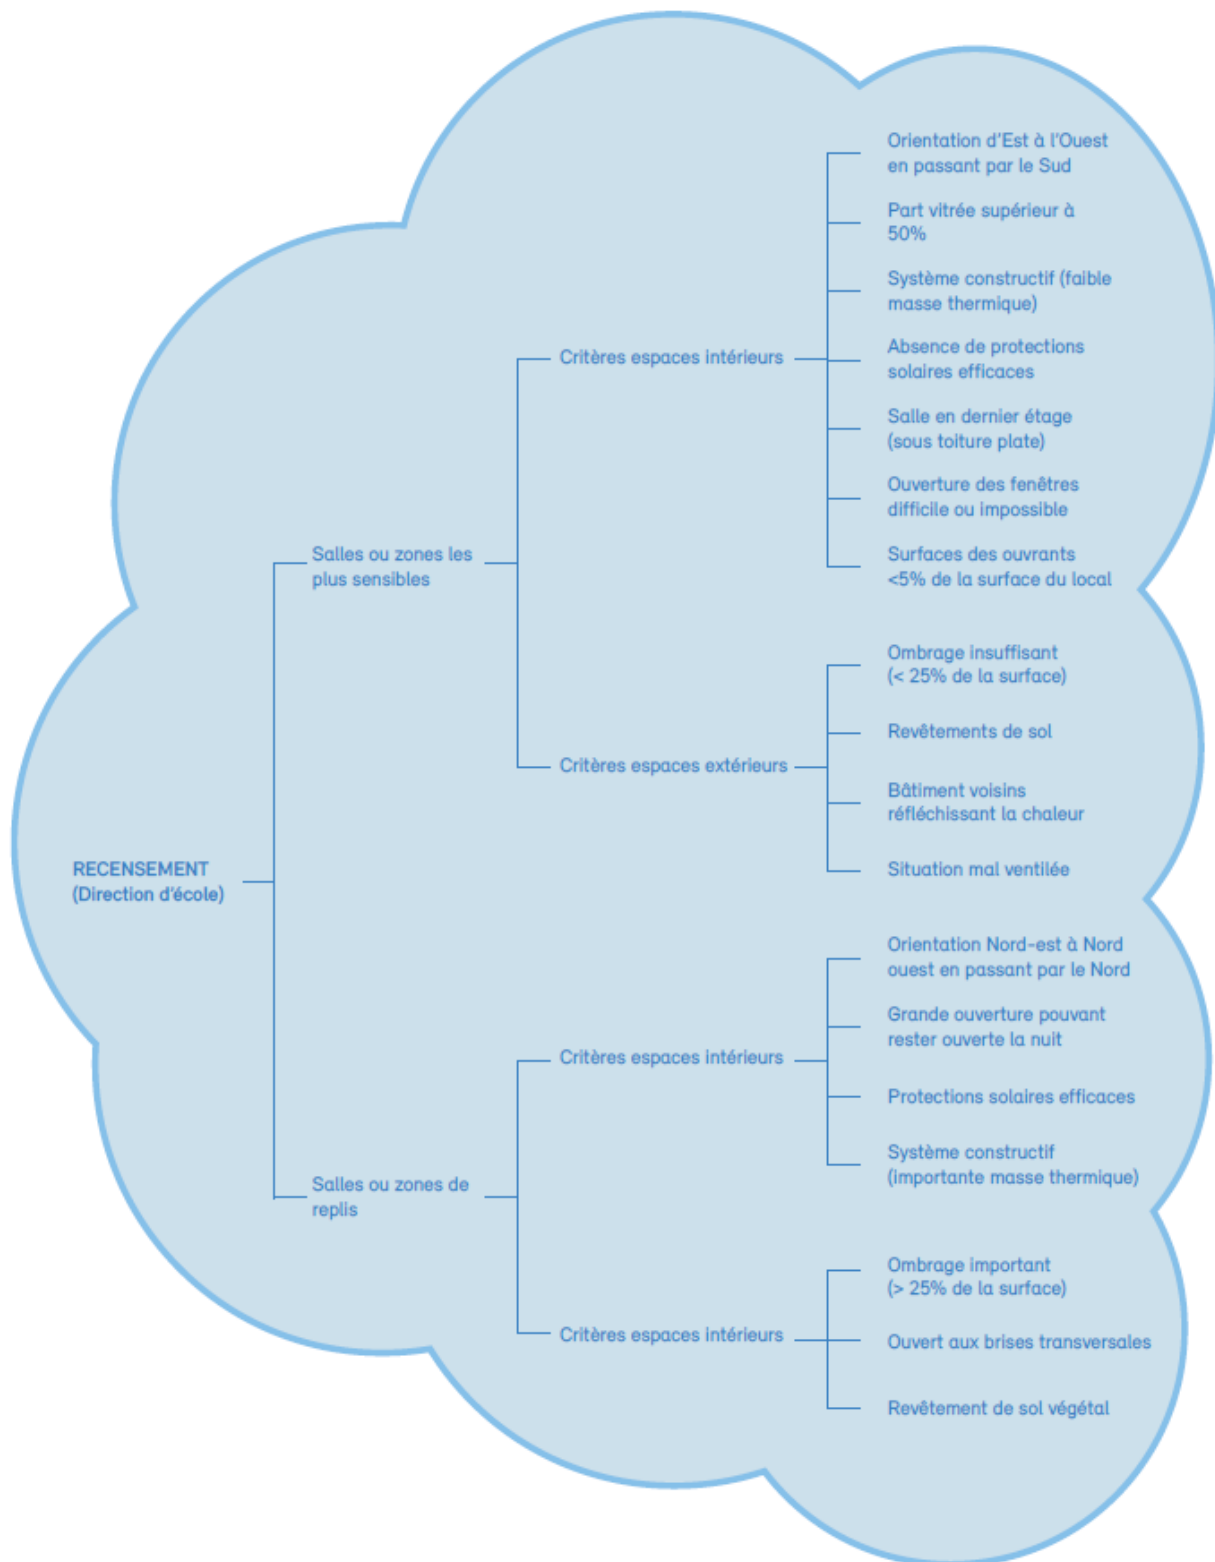 RECENSEMENT
(Direction d'école)
Salles ou zones les
plus sensibles
Critères espaces intérieurs
Orientation d'Est à l'Ouest
en passant par le Sud
Part vitrée supérieur à
50%
Système constructif (faible
masse thermique)
Absence de protections
solaires efficaces
Salle en dernier étage
(sous toiture plate)
Ouverture des fenêtres
difficile ou impossible
Surfaces des ouvrants
<5% de la surface du local
Critères espaces extérieurs
Ombrage insuffisant
(< 25% de la surface)
Revêtements de sol
Bâtiment voisins
réfléchissant la chaleur
Situation mal ventilée
Salles ou zones de
replis
Critères espaces intérieurs
Orientation Nord-est à Nord
ouest en passant par le Nord
Grande ouverture pouvant
rester ouverte la nuit
Protections solaires efficaces
Système constructif
(importante masse thermique)
Critères espaces intérieurs
Ombrage important
(> 25% de la surface)
Ouvert aux brises transversales
Revêtement de sol végétal